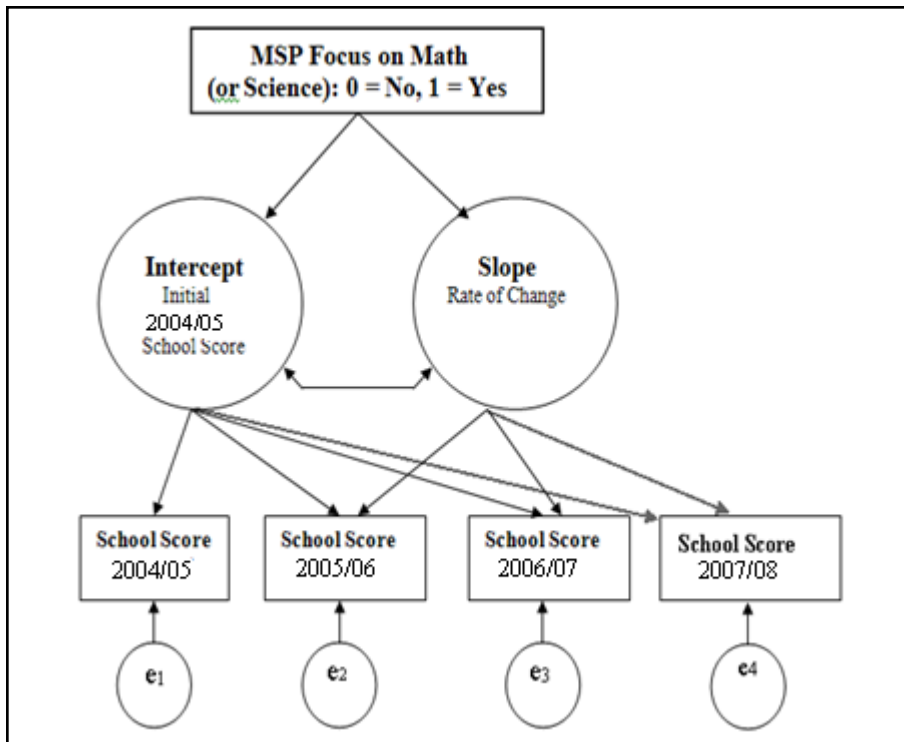 MSP Focus on Math
(or Science): 0 = No, 1 = Yes
Intercept
Initial
2004/05
School Score
Slope
Rate of Change
School Score
2004/05
School Score
2005/06
School Score
2006/07
School Score
2007/08
e1
e2
e3
e4